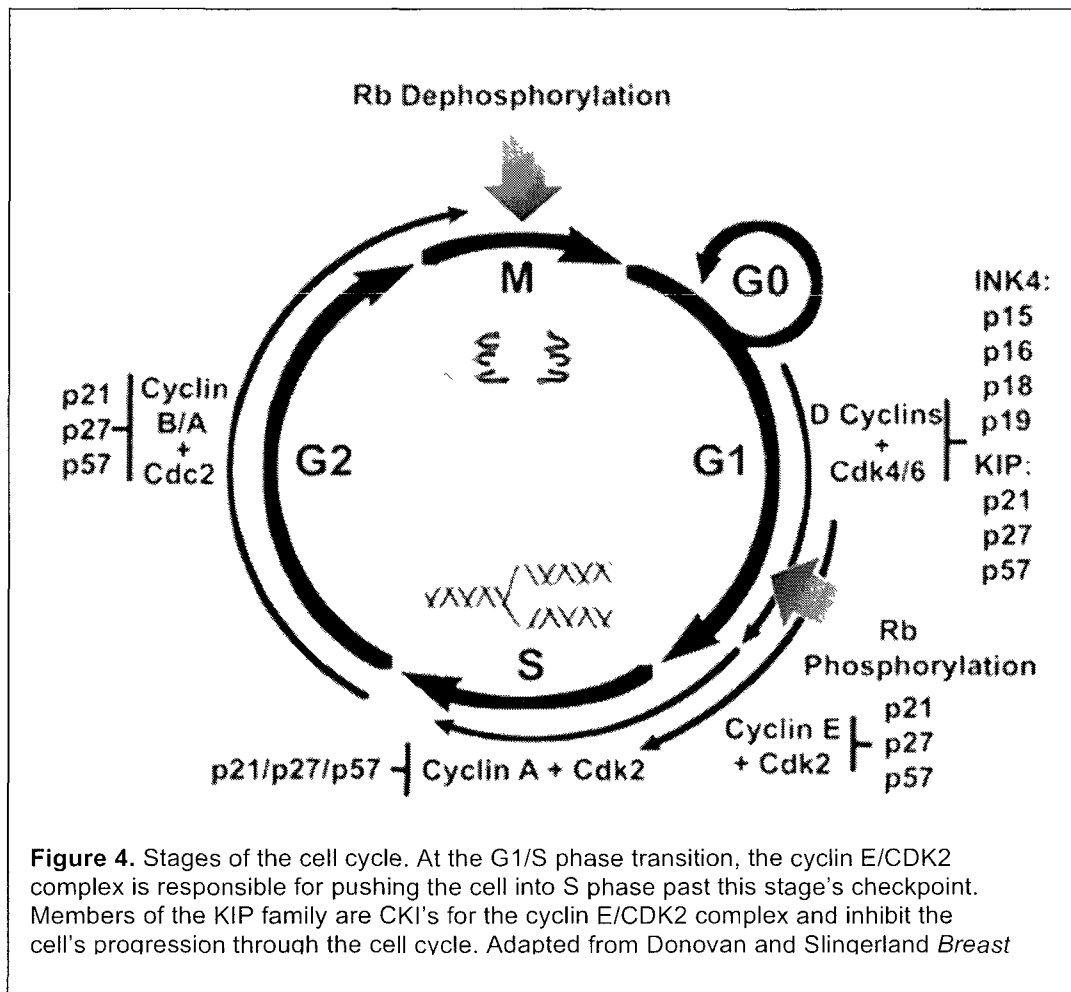 Rb Dephosphorylation
M
G0
INK4:
p15
p16
p18
p19
KIP:
p21
p27
p57
D Cyclins
+
Cdk4/6
G1
p21
p27
p57
Cyclin
B/A
+
Cdc2
G2
S
Rb
Phosphorylation
p21
p27
p57
Cyclin E
+ Cdk2
p21/p27/p57
Cyclin A + Cdk2
Figure 4. Stages of the cell cycle. At the G1/S phase transition, the cyclin E/CDK2
complex is responsible for pushing the cell into S phase past this stage's checkpoint.
Members of the KIP family are CKI's for the cyclin E/CDK2 complex and inhibit the
cell's progression through the cell cycle. Adapted from Donovan and Slingerland Breast